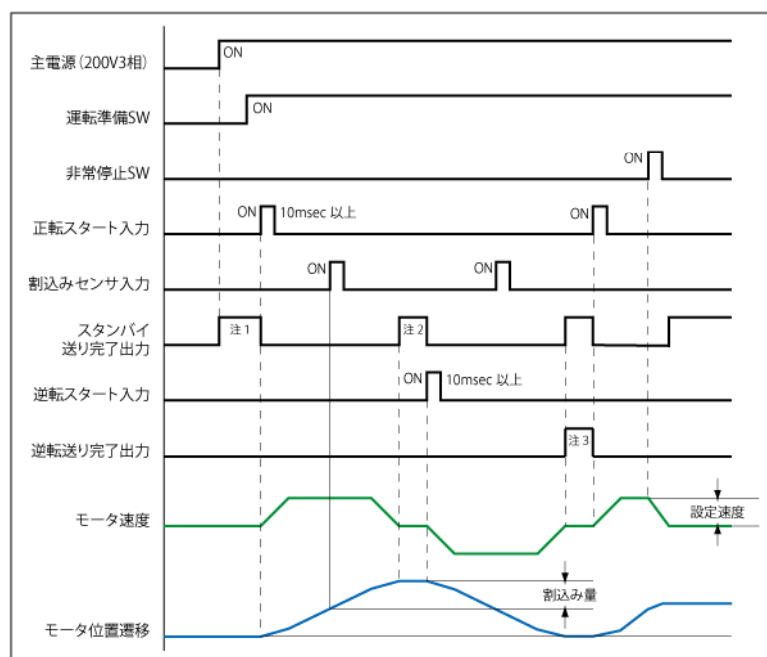 主電源(200V3相)
ON
運転準備SW
ON
非常停止SW
ON
正転スタート入力
ON
10msec 以上
ON
割込みセンサ入力
ON
ON
スタンバイ
送り完了出力
注1
注2
逆転スタート入力
ON
10msec 以上
逆転送り完了出力
注3
モータ速度
設定速度
モータ位置遷移
割込み量